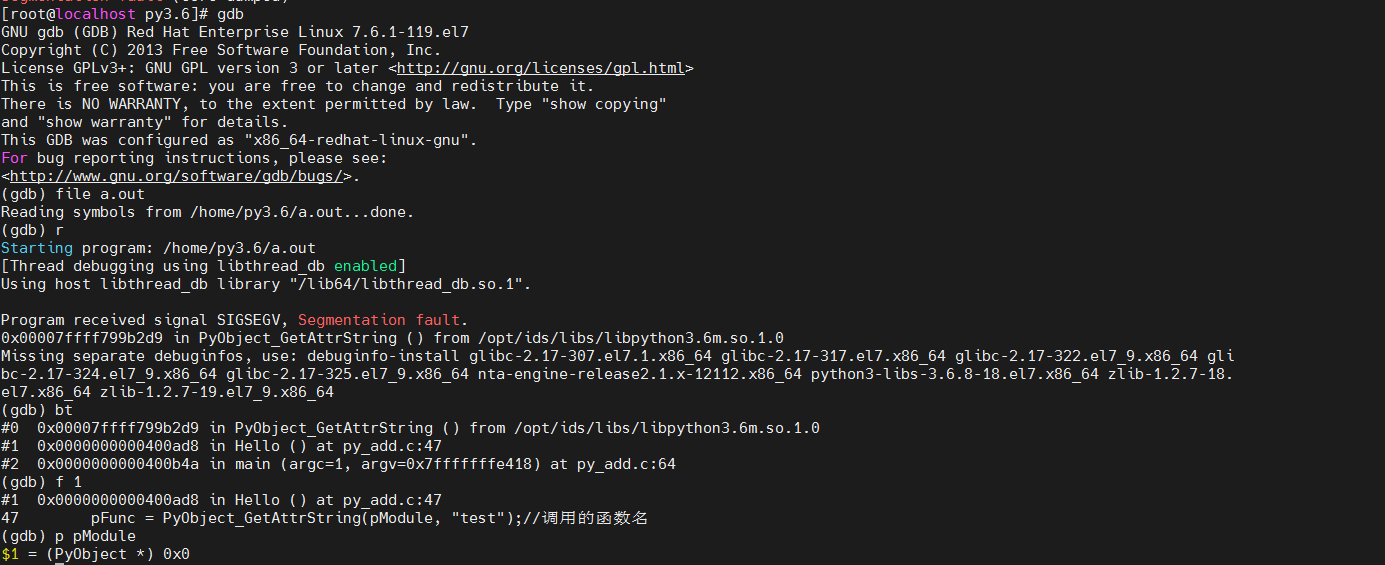 Segmentation fault (core dumped)
[root@localhost py3.6]# gdb
GNU gdb (GDB) Red Hat Enterprise Linux 7.6.1-119.el7
Copyright (C) 2013 Free Software Foundation, Inc.
License GPLv3+: GNU GPL version 3 or later <http://gnu.org/licenses/gpl.html>
This is free software: you are free to change and redistribute it.
There is NO WARRANTY, to the extent permitted by law.  Type "show copying"
and "show warranty" for details.
This GDB was configured as "x86_64-redhat-linux-gnu".
For bug reporting instructions, please see:
<http://www.gnu.org/software/gdb/bugs/>.
(gdb) file a.out
Reading symbols from /home/py3.6/a.out...done.
(gdb) r
Starting program: /home/py3.6/a.out
[Thread debugging using libthread_db enabled]
Using host libthread_db library "/lib64/libthread_db.so.1".
Program received signal SIGSEGV, Segmentation fault.
0x00007ffff799b2d9 in PyObject_GetAttrString () from /opt/ids/libs/libpython3.6m.so.1.0
Missing separate debuginfos, use: debuginfo-install glibc-2.17-307.el7.1.x86_64 glibc-2.17-317.el7.x86_64 glibc-2.17-322.el7_9.x86_64 gli
bc-2.17-324.el7_9.x86_64 glibc-2.17-325.el7_9.x86_64 nta-engine-release2.1.x-12112.x86_64 python3-libs-3.6.8-18.el7.x86_64 zlib-1.2.7-18.
el7.x86_64 zlib-1.2.7-19.el7_9.x86_64
(gdb) bt
#0  0x00007ffff799b2d9 in PyObject_GetAttrString () from /opt/ids/libs/libpython3.6m.so.1.0
#1  0x0000000000400ad8 in Hello () at py_add.c:47
#2  0x0000000000400b4a in main (argc=1, argv=0x7fffffffe418) at py_add.c:64
(gdb) f 1
#1  0x0000000000400ad8 in Hello () at py_add.c:47
47        pFunc = PyObject_GetAttrString(pModule, "test");//调用的函数名
(gdb) p pModule
$1 = (PyObject *) 0x0